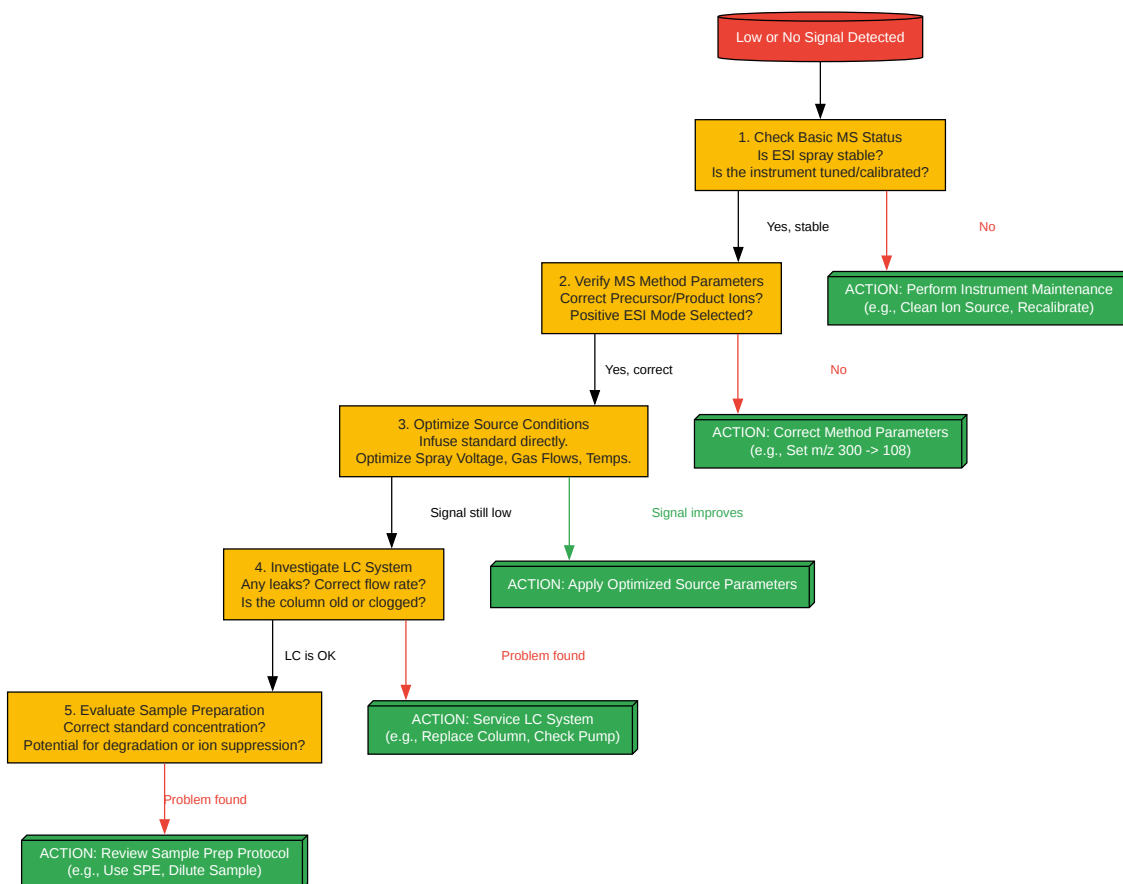 Low or No Signal Detected
1. Check Basic MS Status
Is ESI spray stable?
Is the instrument tuned/calibrated?
Yes, stable
No
2. Verify MS Method Parameters
Correct Precursor/Product Ions?
Positive ESI Mode Selected?
ACTION: Perform Instrument Maintenance
(e.g., Clean Ion Source, Recalibrate)
Yes, correct
No
3. Optimize Source Conditions
Infuse standard directly.
Optimize Spray Voltage, Gas Flows, Temps.
ACTION: Correct Method Parameters
(e.g., Set m/z 300 -> 108)
Signal still low
Signal improves
4. Investigate LC System
Any leaks? Correct flow rate?
Is the column old or clogged?
ACTION: Apply Optimized Source Parameters
LC is OK
Problem found
5. Evaluate Sample Preparation
Correct standard concentration?
Potential for degradation or ion suppression?
ACTION: Service LC System
(e.g., Replace Column, Check Pump)
Problem found
ACTION: Review Sample Prep Protocol
(e.g., Use SPE, Dilute Sample)